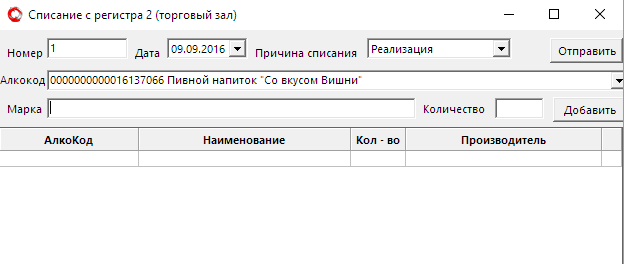 Списание с регистра 2 (торговый зал)
Номер 1 Дата 09.09.2016 Причина списания Реализация Отправить
Алкокод 0000000000016137066 Пивной напиток "Со вкусом Вишни"
Марка Количество Добавить
АлкоКод Наименование Кол - во Производитель